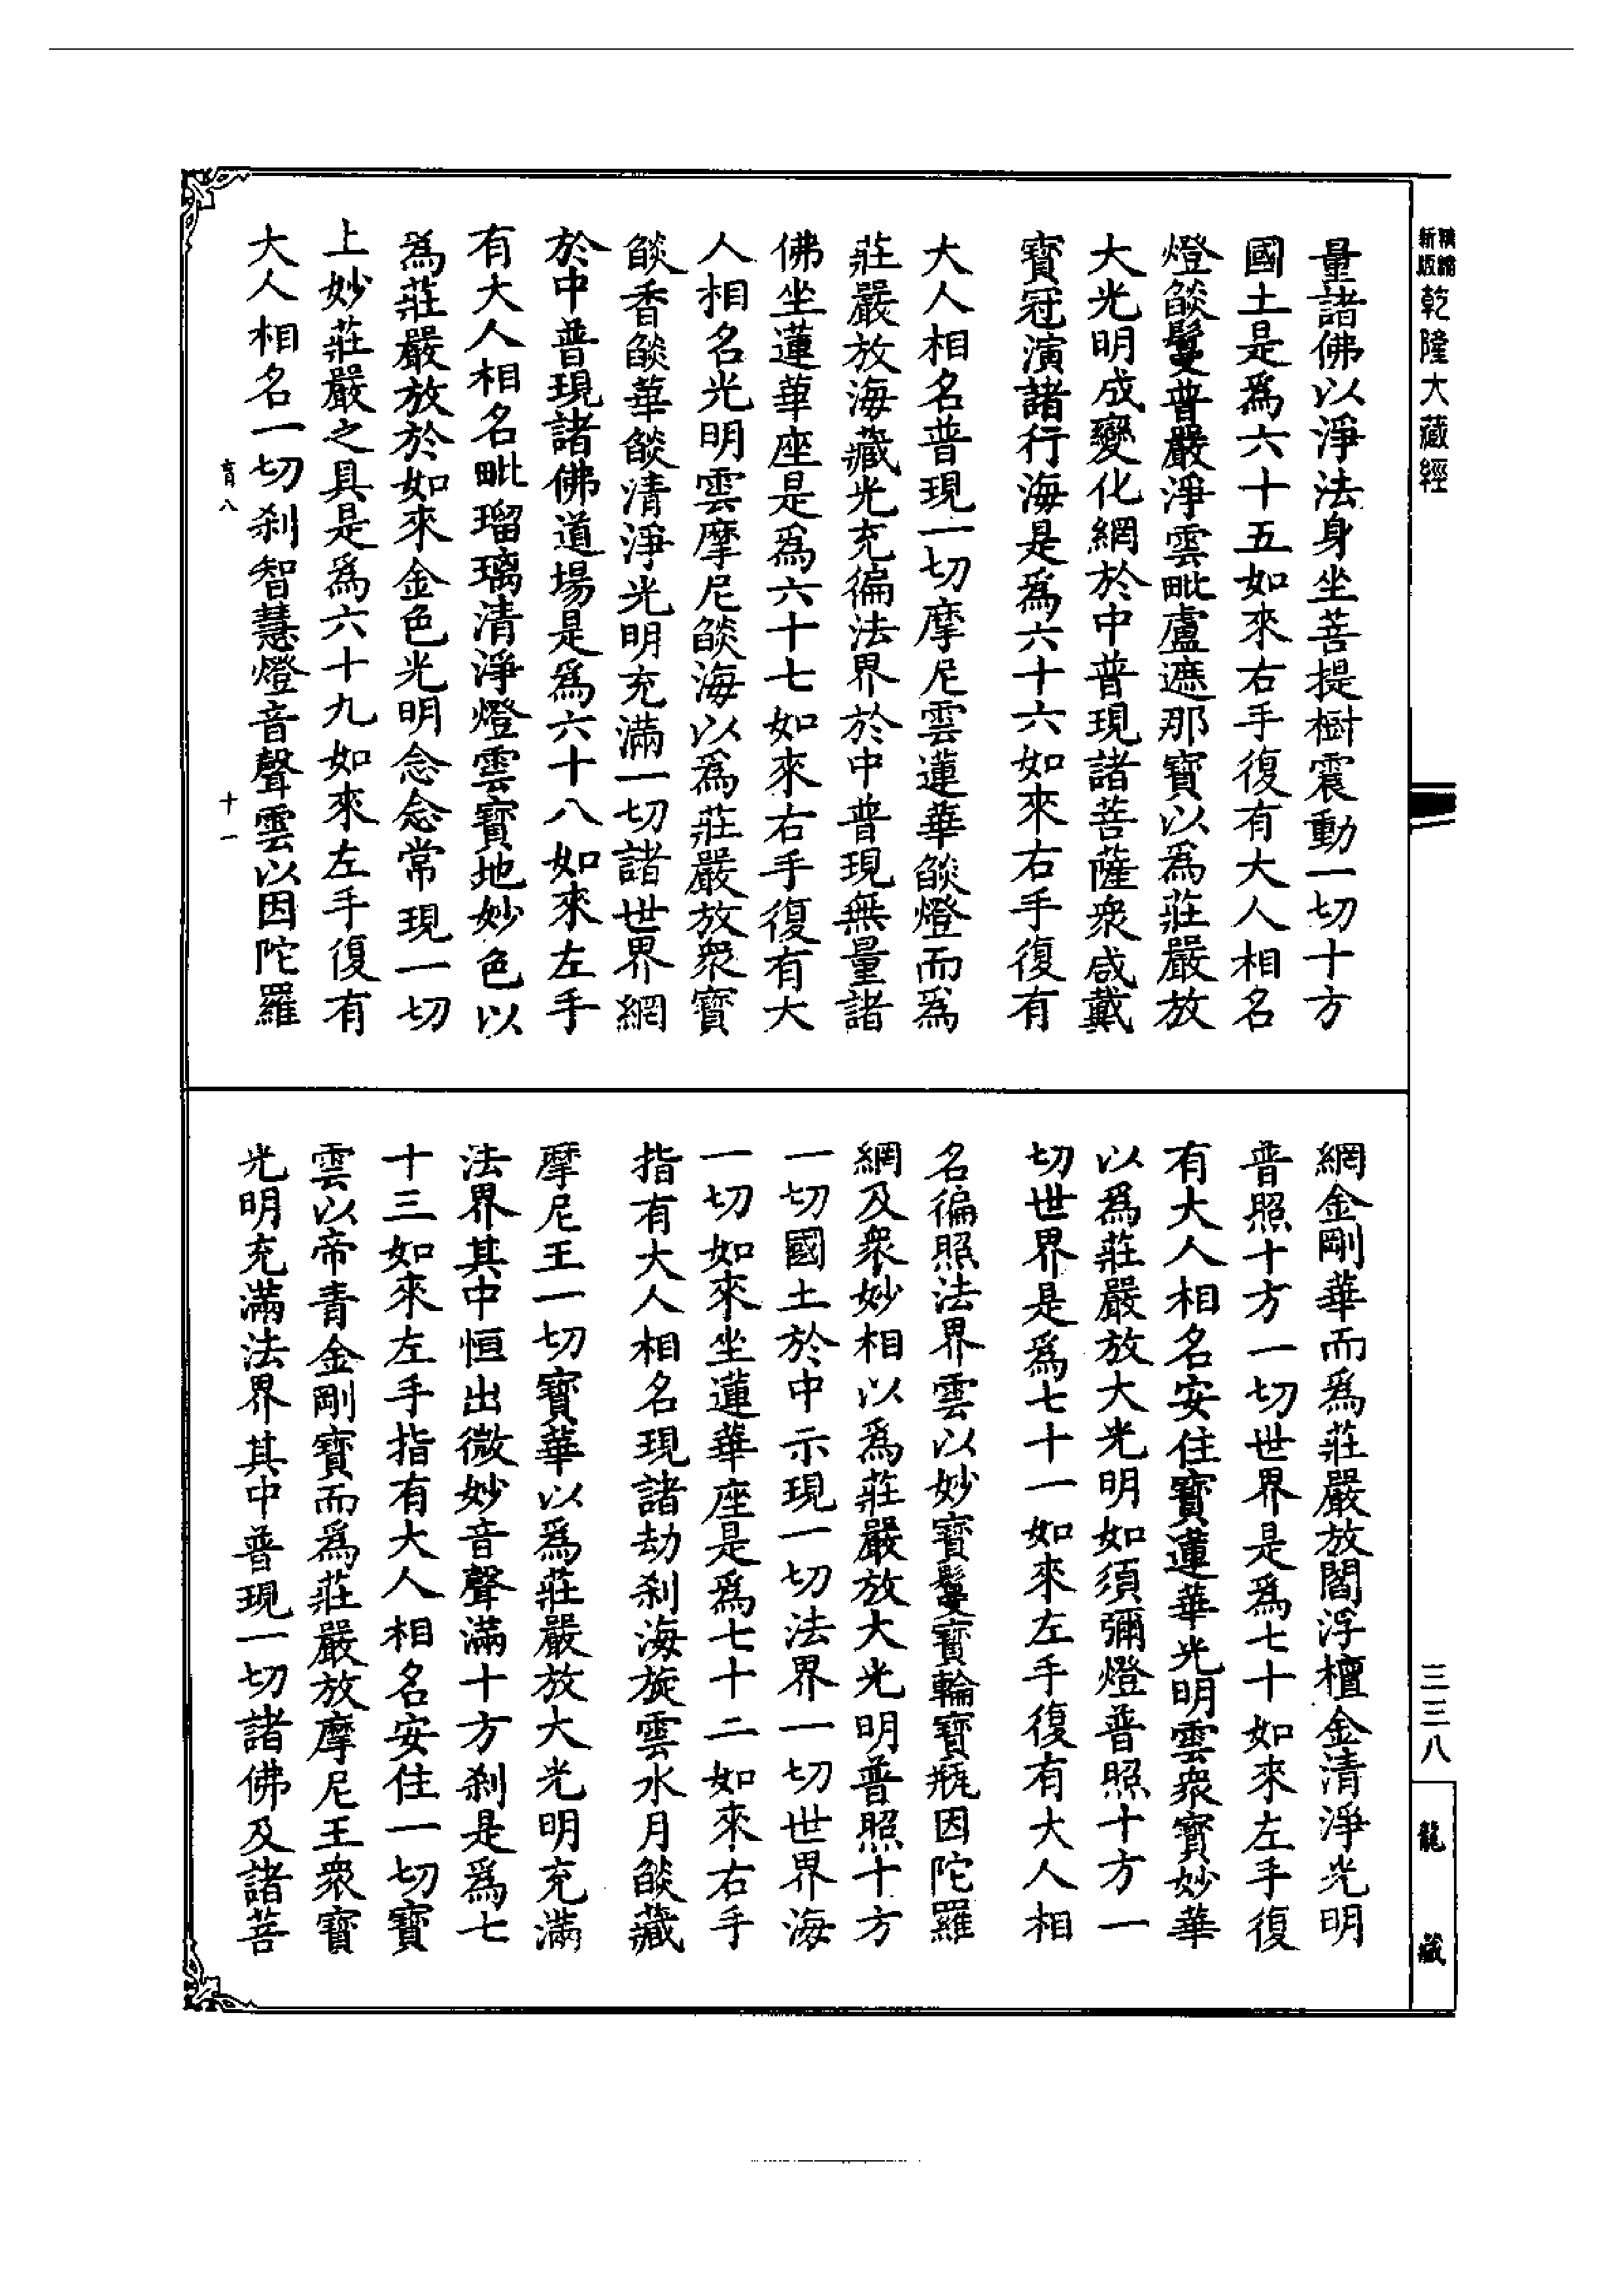 精縮新版乾隆大藏經
三三八
龍藏
量諸佛以淨法身坐菩提樹震動一切十方
國土是為六十五如來右手復有大人相名
燈燄鬘普嚴淨雲毗盧遮那寶以為莊嚴放
大光明成變化網於中普現諸菩薩眾咸戴
寶冠演諸行海是為六十六如來右手復有
大人相名普現一切摩尼雲蓮華燄燈而為
莊嚴放海藏光充徧法界於中普現無量諸
佛坐蓮華座是為六十七如來右手復有大
人相名光明雲摩尼燄海以為莊嚴放眾寶
燄香燄華燄清淨光明充滿一切諸世界網
於中普現諸佛道場是為六十八如來左手
有大人相名毗瑠璃清淨燈雲寶地妙色以
為莊嚴放於如來金色光明念念常現一切
上妙莊嚴之具是為六十九如來左手復有
大人相名一切剎智慧燈音聲雲以因陀羅
育八 十一
網金剛華而為莊嚴放閻浮檀金清淨光明
普照十方一切世界是為七十如來左手復
有大人相名安住寶蓮華光明雲眾寶妙華
以為莊嚴放大光明如須彌燈普照十方一
切世界是為七十一如來左手復有大人相
名徧照法界雲以妙寶鬘寶輪寶瓶因陀羅
網及眾妙相以為莊嚴放大光明普照十方
一切國土於中示現一切法界一切世界海
一切如來坐蓮華座是為七十二如來右手
指有大人相名現諸劫剎海旋雲水月燄藏
摩尼王一切寶華以為莊嚴放大光明充滿
法界其中恒出微妙音聲滿十方剎是為七
十三如來左手指有大人相名安住一切寶
雲以帝青金剛寶而為莊嚴放摩尼王眾寶
光明充滿法界其中普現一切諸佛及諸菩